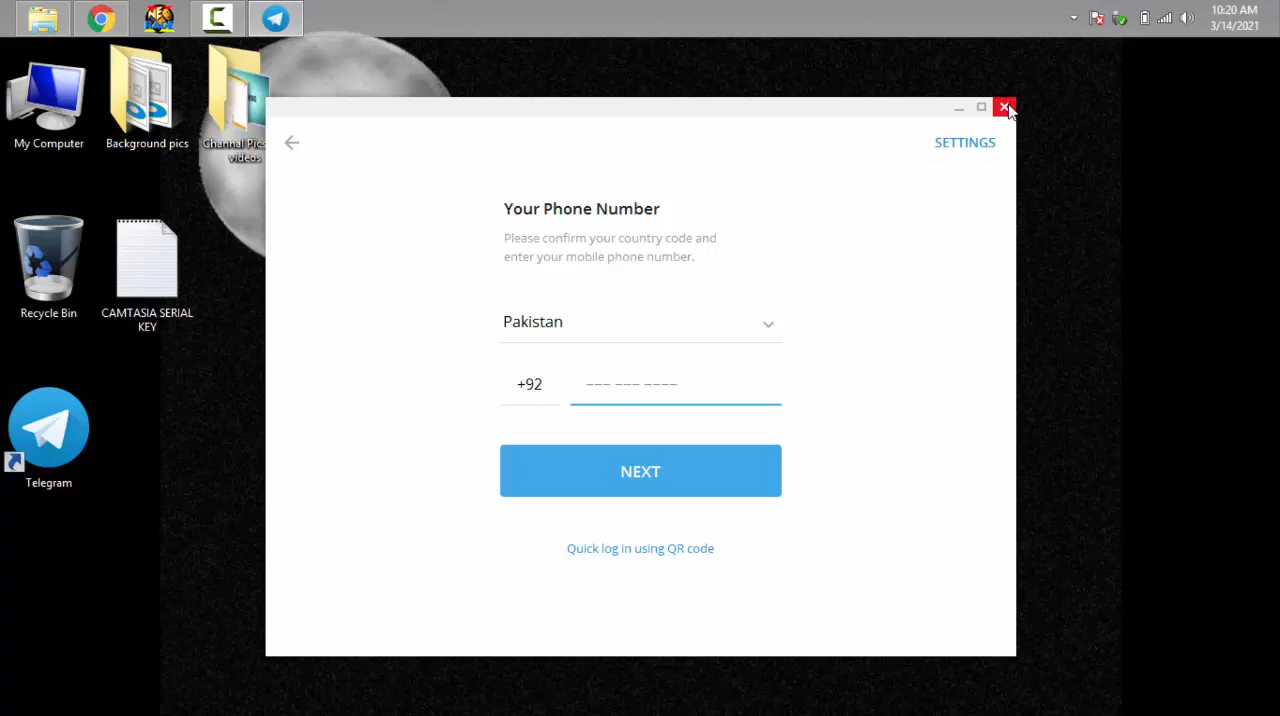 10:20 AM
3/14/2021
My Computer
Background pics
Channal Pics
videos
Recycle Bin
CAMTASIA SERIAL
KEY
Telegram
SETTINGS
Your Phone Number
Please confirm your country code and
enter your mobile phone number.
Pakistan
+92
NEXT
Quick log in using QR code